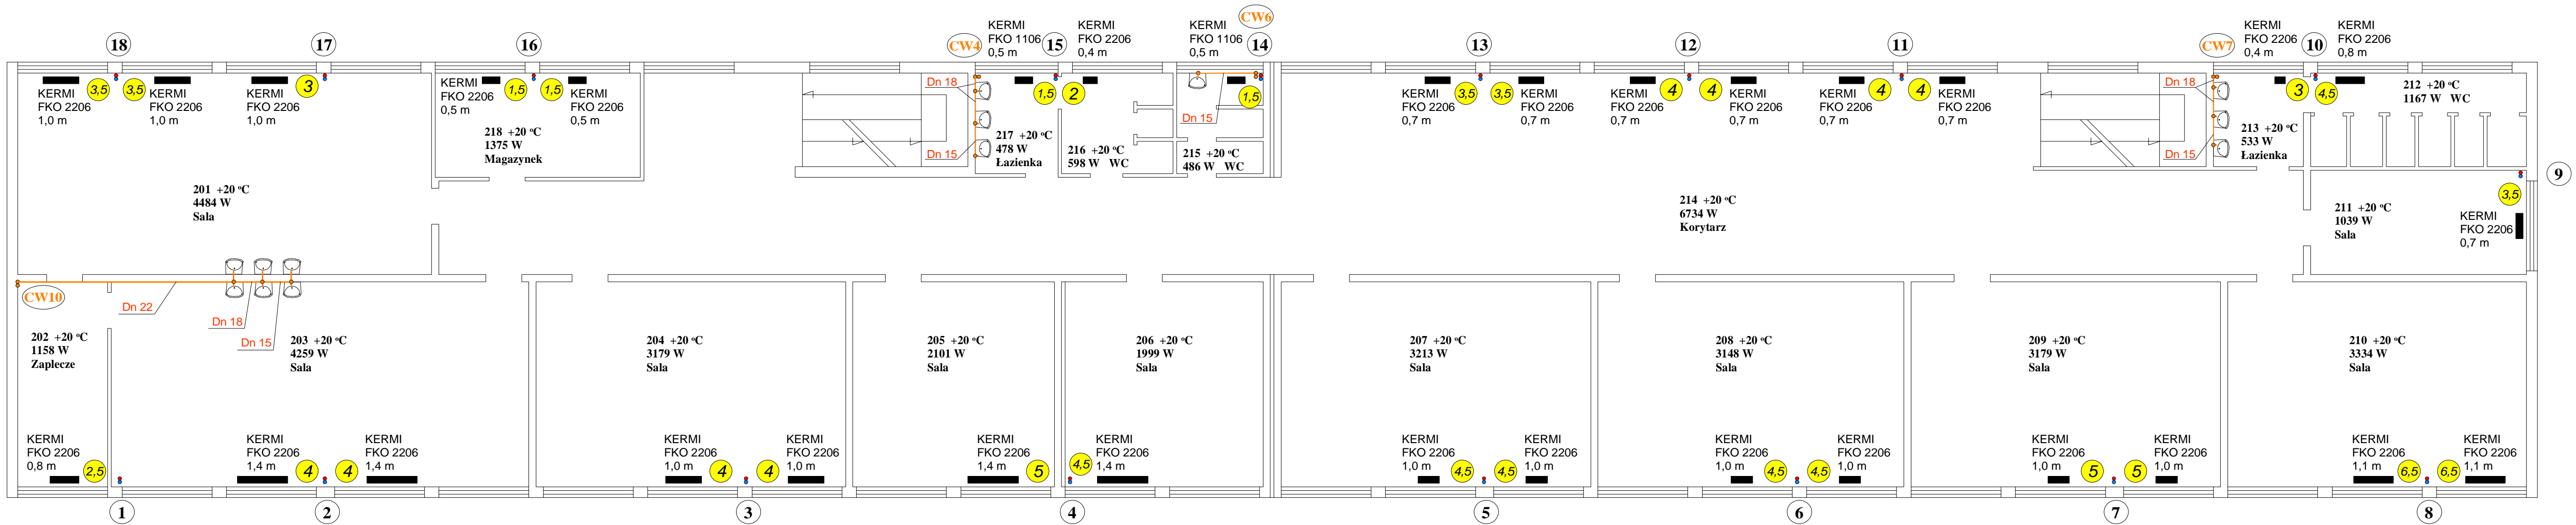 18
17
16
CW4
KERMI
FKO 1106
0,5 m
15
KERMI
FKO 2206
0,4 m
KERMI
FKO 1106
0,5 m
CW6
14
13
12
11
CW7
KERMI
FKO 2206
0,4 m
10
KERMI
FKO 2206
0,8 m
KERMI
FKO 2206
1,0 m
3,5
3,5
KERMI
FKO 2206
1,0 m
KERMI
FKO 2206
1,0 m
3
KERMI
FKO 2206
0,5 m
1,5
1,5
KERMI
FKO 2206
0,5 m
218 +20 °C
1375 W
Magazynek
Dn 18
Dn 15
1,5
2
217 +20 °C
478 W
Łazienka
216 +20 °C
598 W WC
1,5
Dn 15
215 +20 °C
486 W WC
KERMI
FKO 2206
0,7 m
3,5
3,5
KERMI
FKO 2206
0,7 m
KERMI
FKO 2206
0,7 m
4
4
KERMI
FKO 2206
0,7 m
KERMI
FKO 2206
0,7 m
4
4
KERMI
FKO 2206
0,7 m
Dn 18
Dn 15
3
4,5
212 +20 °C
1167 W WC
213 +20 °C
533 W
Łazienka
9
201 +20 °C
4484 W
Sala
214 +20 °C
6734 W
Korytarz
211 +20 °C
1039 W
Sala
3,5
KERMI
FKO 2206
0,7 m
CW10
Dn 22
Dn 18
Dn 15
202 +20 °C
1158 W
Zaplecze
203 +20 °C
4259 W
Sala
204 +20 °C
3179 W
Sala
205 +20 °C
2101 W
Sala
206 +20 °C
1999 W
Sala
207 +20 °C
3213 W
Sala
208 +20 °C
3148 W
Sala
209 +20 °C
3179 W
Sala
210 +20 °C
3334 W
Sala
KERMI
FKO 2206
0,8 m
2,5
KERMI
FKO 2206
1,4 m
4
4
KERMI
FKO 2206
1,4 m
KERMI
FKO 2206
1,0 m
4
4
KERMI
FKO 2206
1,0 m
KERMI
FKO 2206
1,4 m
5
4,5
KERMI
FKO 2206
1,4 m
KERMI
FKO 2206
1,0 m
4,5
4,5
KERMI
FKO 2206
1,0 m
KERMI
FKO 2206
1,0 m
4,5
4,5
KERMI
FKO 2206
1,0 m
KERMI
FKO 2206
1,0 m
5
5
KERMI
FKO 2206
1,0 m
KERMI
FKO 2206
1,1 m
6,5
6,5
KERMI
FKO 2206
1,1 m
1
2
3
4
5
6
7
8